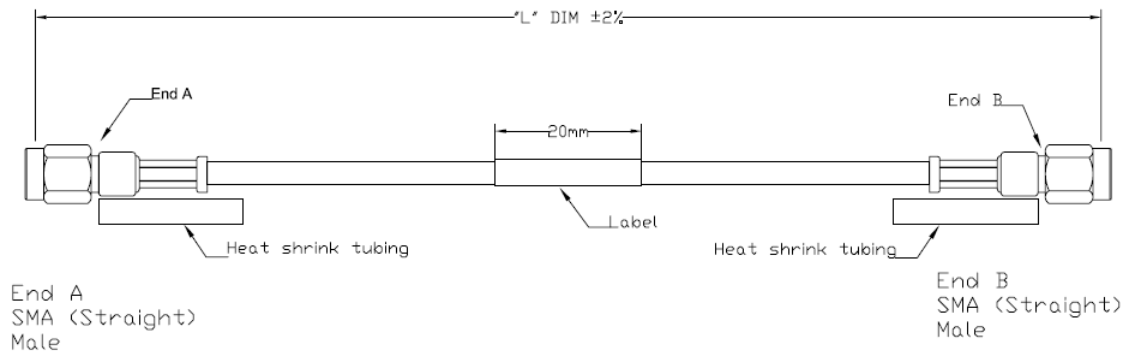 "L" DIM ±2%
End A
End B
20mm
Label
Heat shrink tubing
Heat shrink tubing
End A
SMA (Straight)
Male
End B
SMA (Straight)
Male